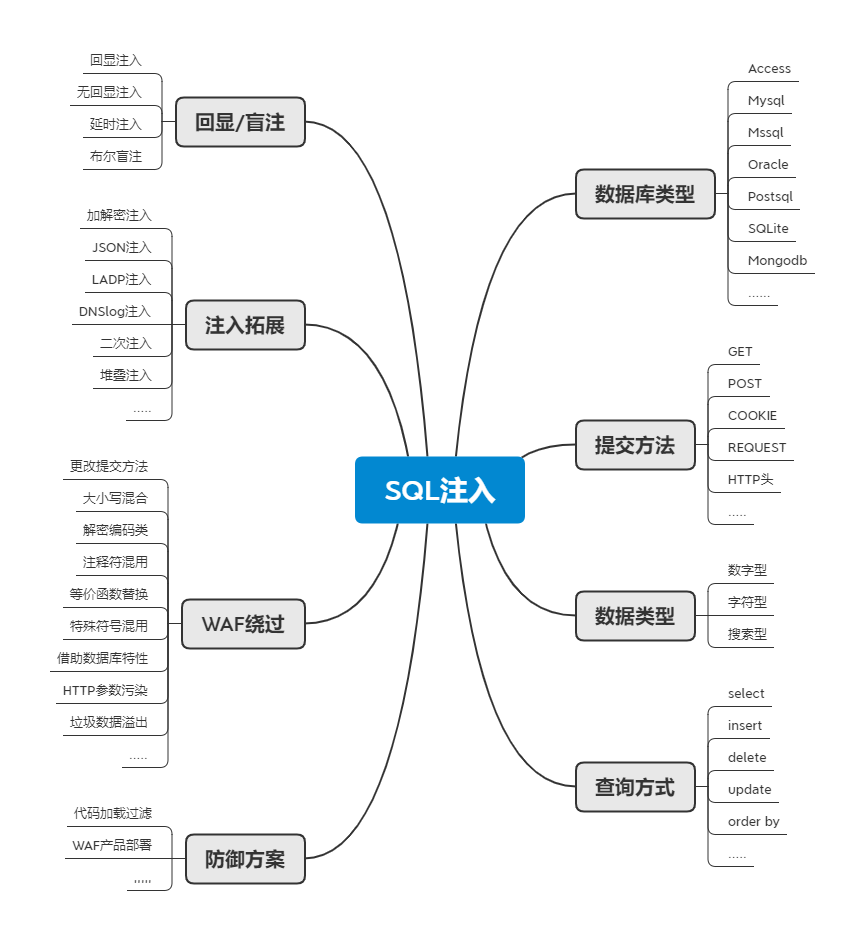 SQL注入
回显/盲注
回显注入
无回显注入
延时注入
布尔盲注
注入拓展
加解密注入
JSON注入
LADP注入
DNSlog注入
二次注入
堆叠注入
.....
WAF绕过
更改提交方法
大小写混合
解密编码类
注释符混用
等价函数替换
特殊符号混用
借助数据库特性
HTTP参数污染
垃圾数据溢出
.....
防御方案
代码加载过滤
WAF产品部署
,,,,,
数据库类型
Access
Mysql
Mssql
Oracle
Postsql
SQLite
Mongodb
......
提交方法
GET
POST
COOKIE
REQUEST
HTTP头
.....
数据类型
数字型
字符型
搜索型
查询方式
select
insert
delete
update
order by
.....